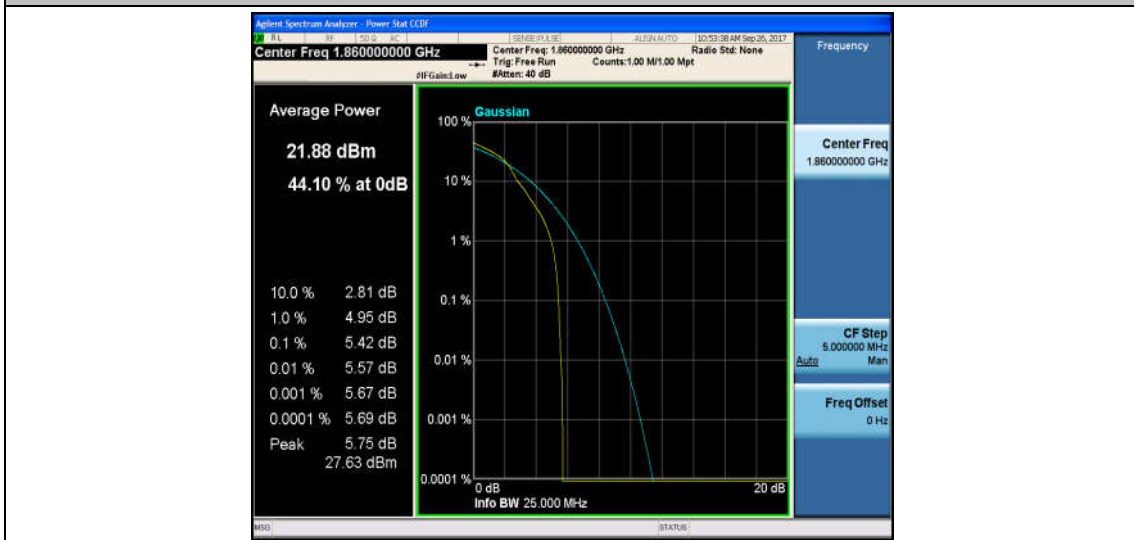 Agilent Spectrum Analyzer - Power Stat CCDF
RL RF 50 Ω AC SENSE:PULSE ALIGN AUTO 10:53:38 AM Sep 26, 2017
Center Freq 1.860000000 GHz
Center Freq: 1.860000000 GHz
Radio Std: None
Trig: Free Run
Counts:1.00 M/1.00 Mpt
#IFGain:Low
#Atten: 40 dB
Frequency
Average Power
21.88 dBm
44.10 % at 0dB
10.0 % 2.81 dB
1.0 % 4.95 dB
0.1 % 5.42 dB
0.01 % 5.57 dB
0.001 % 5.67 dB
0.0001 % 5.69 dB
Peak 5.75 dB
27.63 dBm
Gaussian
100 %
10 %
1 %
0.1 %
0.01 %
0.001 %
0.0001 %
0 dB
20 dB
Info BW 25.000 MHz
Center Freq
1.860000000 GHz
CF Step
5.000000 MHz
Auto Man
Freq Offset
0 Hz
MSG
STATUS